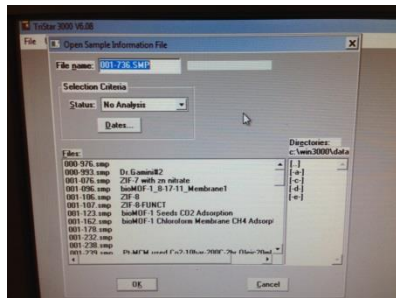 TriStar 3000 V6.08
File
Open Sample Information File
File name: 001-736.SMP
Selection Criteria
Status: No Analysis
Dates...
Directories:
c:\win3000\data
Files:
000-976.smp
000-993.smp Dr.Gamini#2
001-076.smp ZIF-7 with zn nitrate
001-096.smp bioMOF-1_8-17-11_Membrane1
001-106.smp ZIF-8
001-107.smp ZIF-8-FUNCT
001-123.smp bioMOF-1 Seeds CO2 Adsorption
001-162.smp bioMOF-1 Chloroform Membrane CH4 Adsorp
001-178.smp
001-232.smp
001-238.smp
001-239.smp
[..]
[-a-]
[-c-]
[-d-]
[-e-]
OK
Cancel